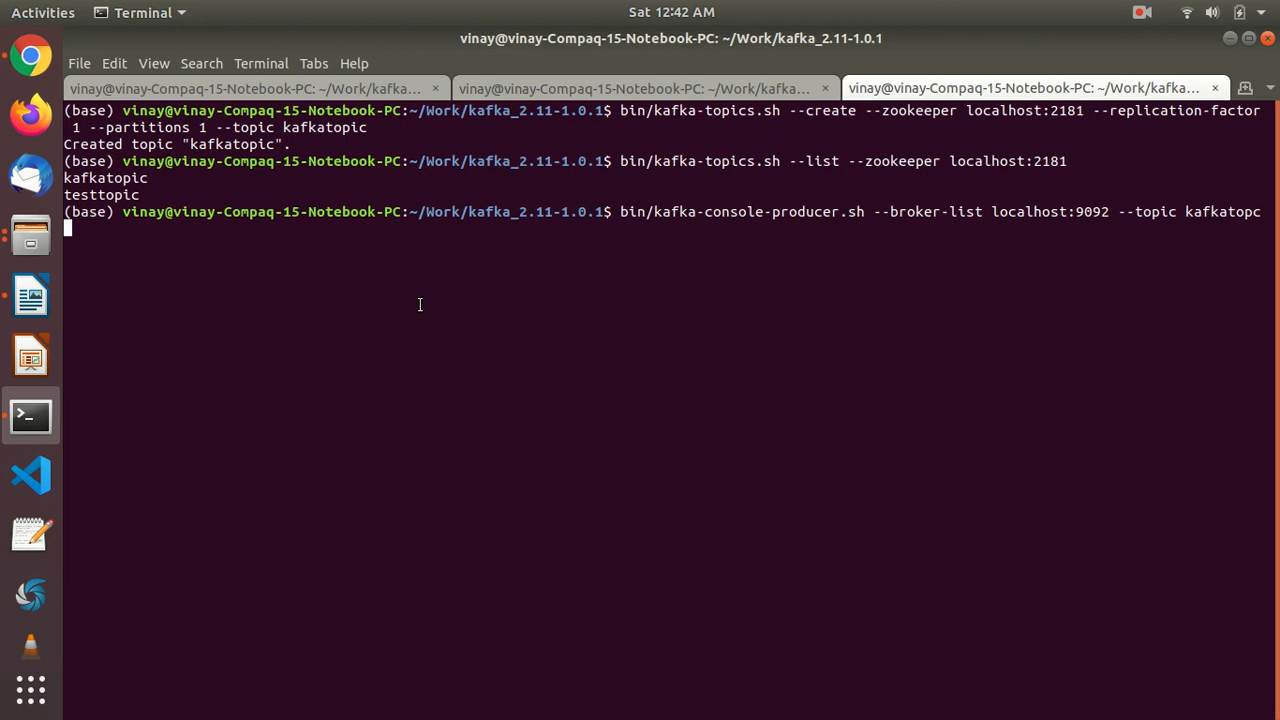 Activities Terminal Sat 12:42 AM
vinay@vinay-Compaq-15-Notebook-PC: ~/Work/kafka_2.11-1.0.1
File Edit View Search Terminal Tabs Help
vinay@vinay-Compaq-15-Notebook-PC: ~/Work/kafka... × vinay@vinay-Compaq-15-Notebook-PC: ~/Work/kafka... × vinay@vinay-Compaq-15-Notebook-PC: ~/Work/kafka... ×
(base) vinay@vinay-Compaq-15-Notebook-PC:~/Work/kafka_2.11-1.0.1$ bin/kafka-topics.sh --create --zookeeper localhost:2181 --replication-factor
1 --partitions 1 --topic kafkatopic
Created topic "kafkatopic".
(base) vinay@vinay-Compaq-15-Notebook-PC:~/Work/kafka_2.11-1.0.1$ bin/kafka-topics.sh --list --zookeeper localhost:2181
kafkatopic
testtopic
(base) vinay@vinay-Compaq-15-Notebook-PC:~/Work/kafka_2.11-1.0.1$ bin/kafka-console-producer.sh --broker-list localhost:9092 --topic kafkatopc